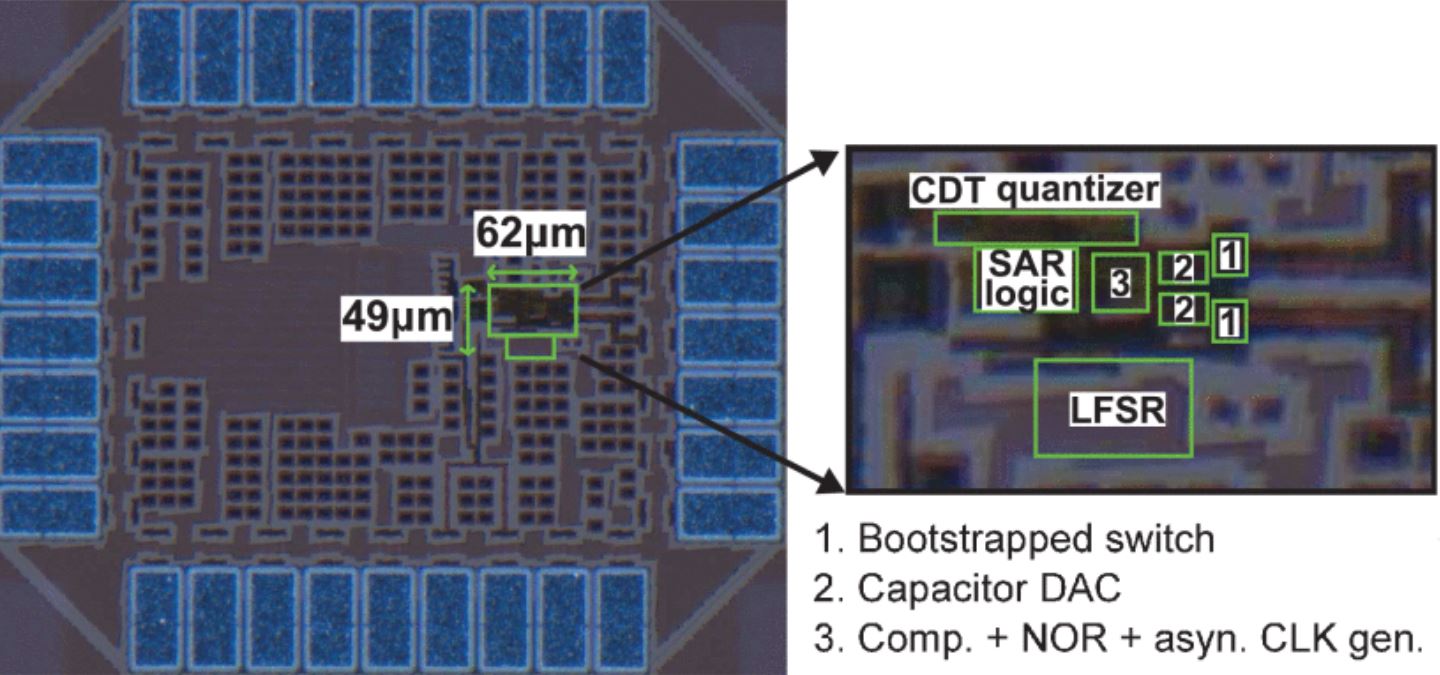 62μm
49μm
CDT quantizer
SAR
logic
3
2
1
2
1
LFSR
1. Bootstrapped switch
2. Capacitor DAC
3. Comp. + NOR + asyn. CLK gen.